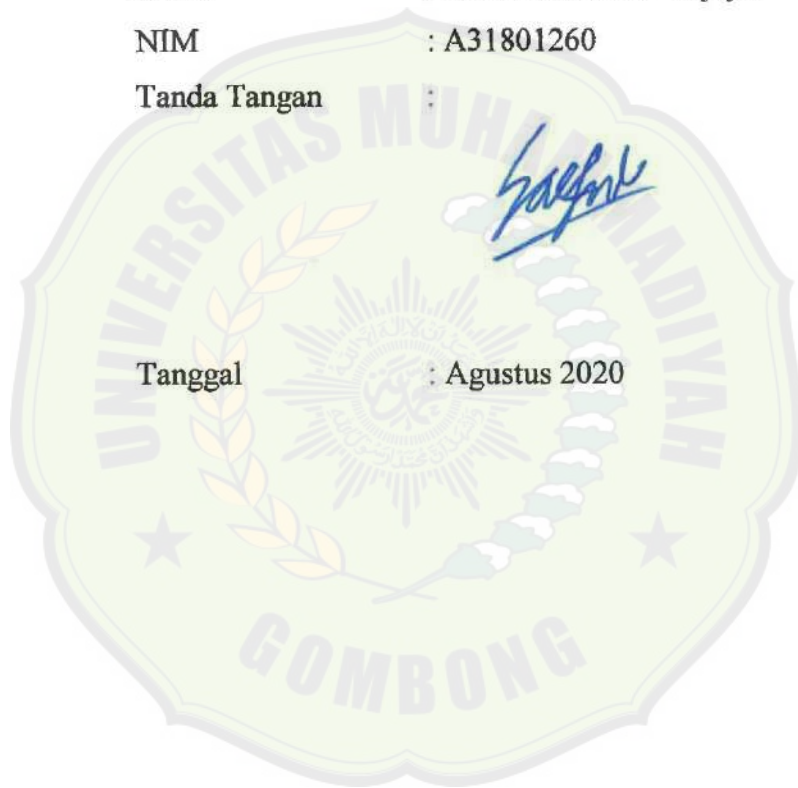 NIM : A31801260
Tanda Tangan :
Tanggal : Agustus 2020
UNIVERSITAS MUHAMMADIYAH
GOMBONG